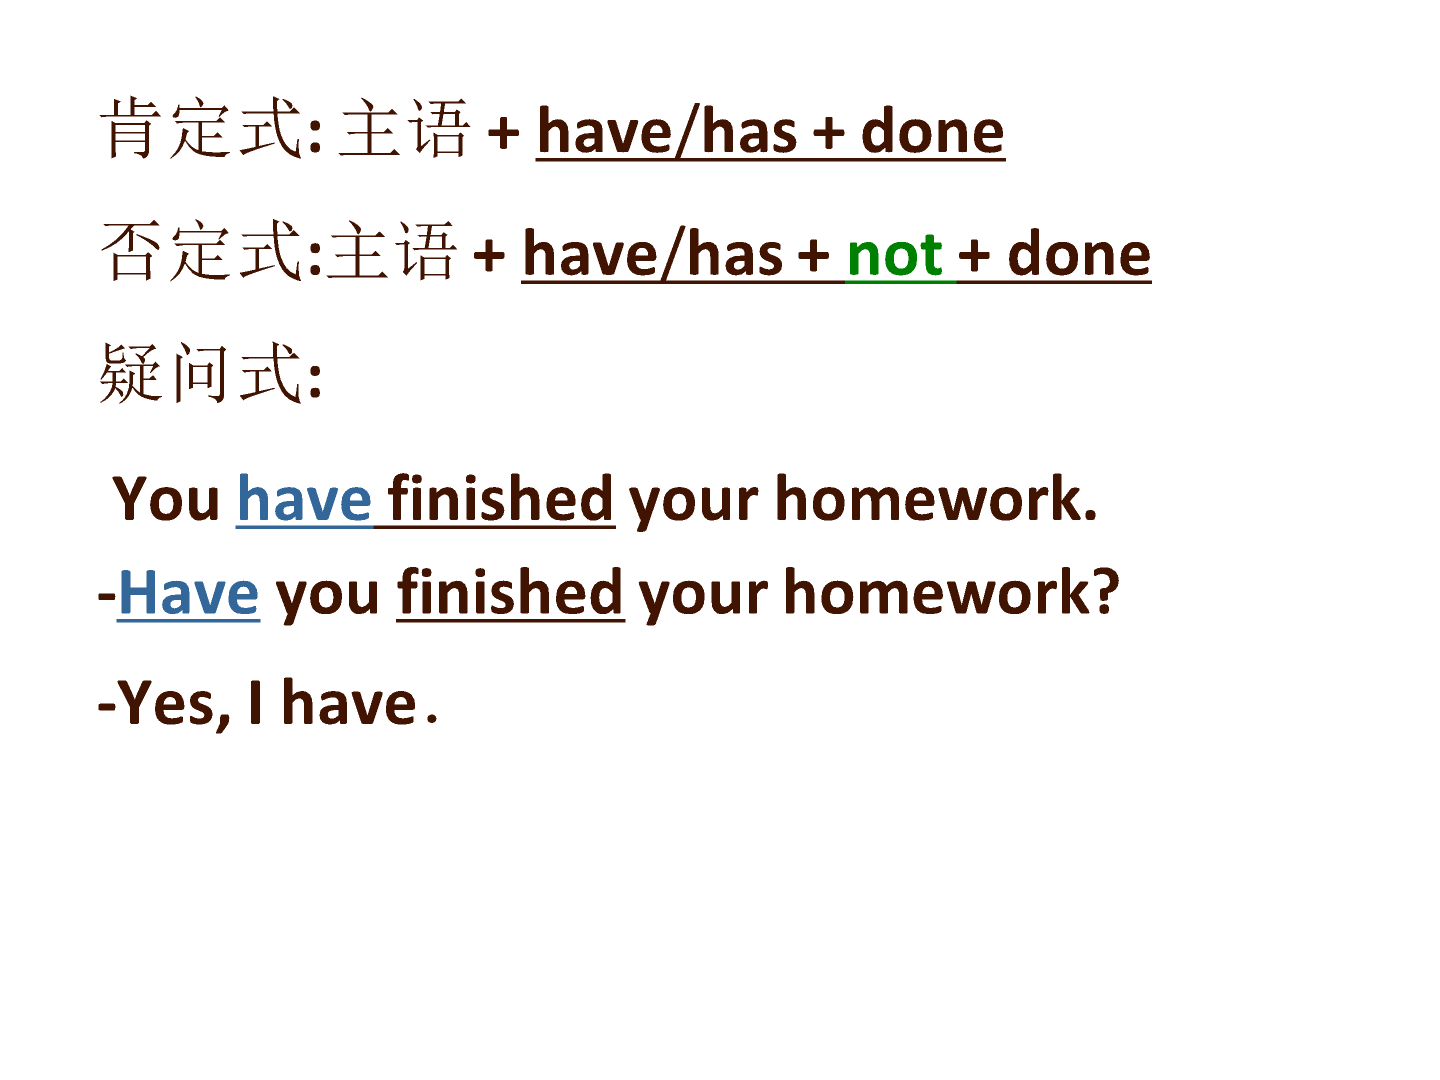 肯定式: 主语 + have/has + done
否定式:主语 + have/has + not + done
疑问式:
You have finished your homework.
-Have you finished your homework?
-Yes, I have.